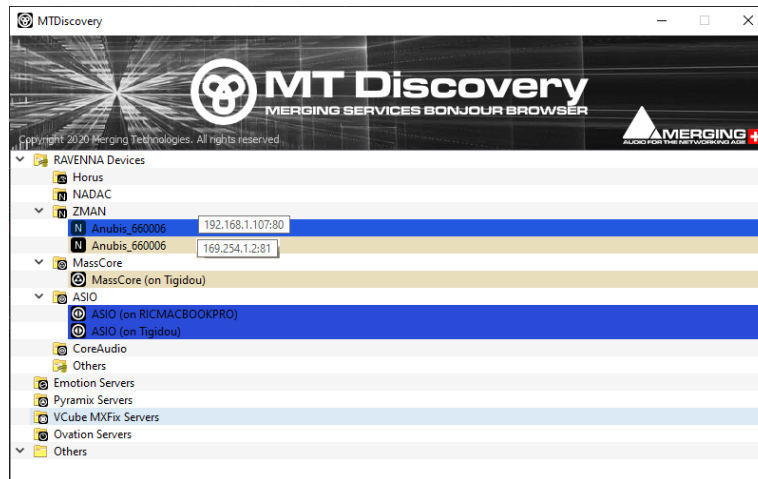 MTDiscovery
MT Discovery
MERGING SERVICES BONJOUR BROWSER
Copyright 2020 Merging Technologies. All rights reserved
MERGING
AUDIO FOR THE NETWORKING AGE
RAVENNA Devices
Horus
NADAC
ZMAN
Anubis_660006 192.168.1.107:80
Anubis_660006 169.254.1.2:81
MassCore
MassCore (on Tigidou)
ASIO
ASIO (on RICMACBOOKPRO)
ASIO (on Tigidou)
CoreAudio
Others
Emotion Servers
Pyramix Servers
VCube MXFix Servers
Ovation Servers
Others